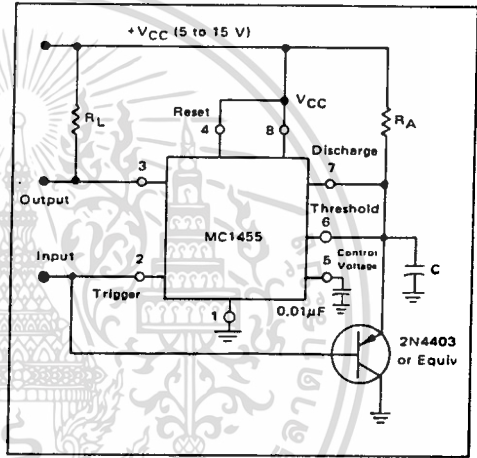 +VCC (5 to 15 V)
VCC
Reset
RL
4
8
RA
Discharge
3
7
Threshold
Output
6
MC1455
Input
5
Control
Voltage
C
2
Trigger
1
0.01μF
2N4403
or Equiv